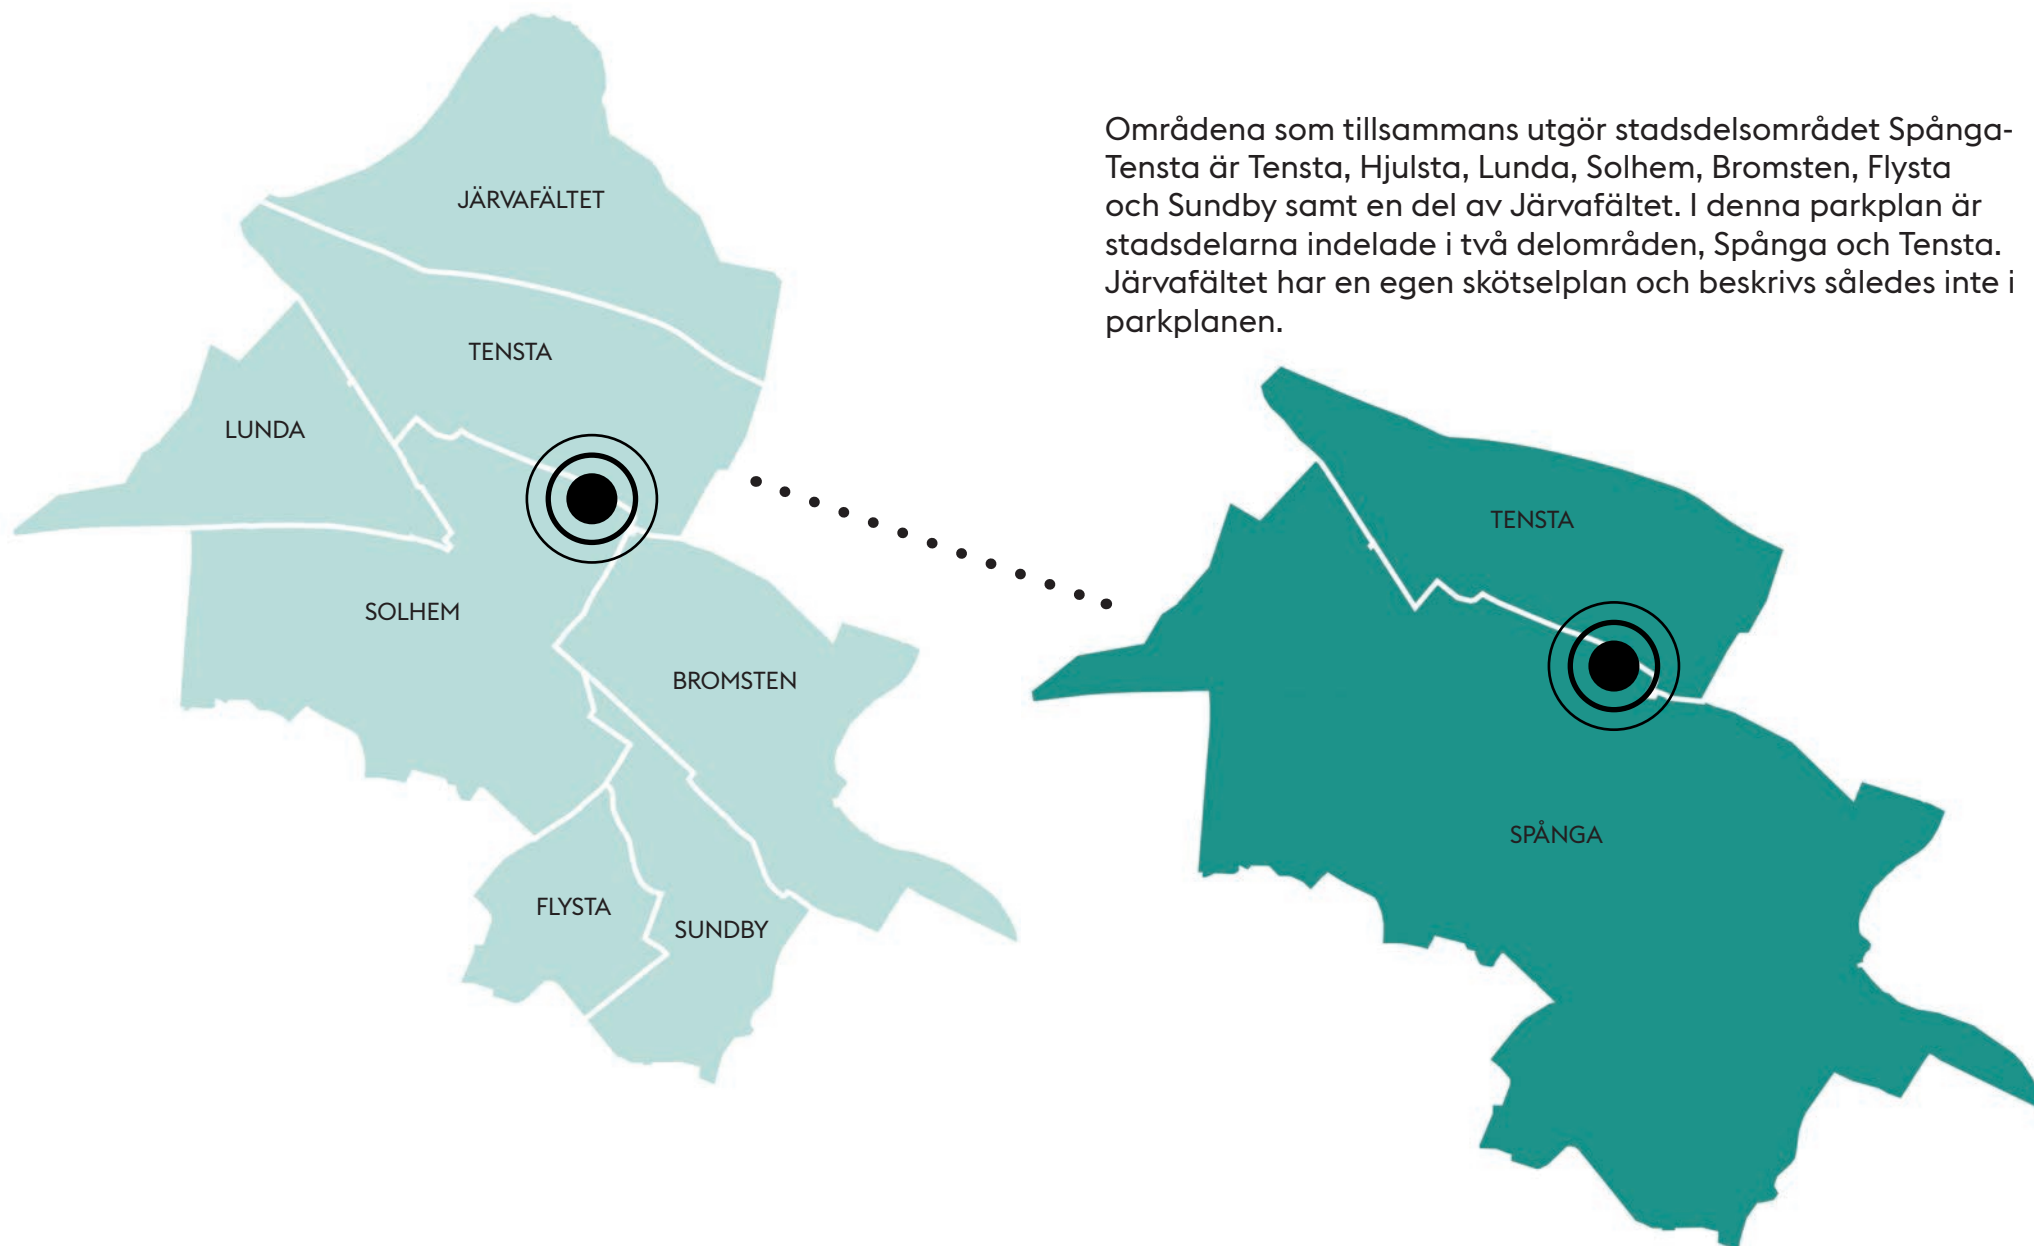 Områdena som tillsammans utgör stadsdelsområdet Spånga-
Tensta är Tensta, Hjulsta, Lunda, Solhem, Bromsten, Flysta
och Sundby samt en del av Järvafältet. I denna parkplan är
stadsdelarna indelade i två delområden, Spånga och Tensta.
Järvafältet har en egen skötselplan och beskrivs således inte i
parkplanen.
JÄRVAFÄLTET
TENSTA
LUNDA
SOLHEM
BROMSTEN
FLYSTA
SUNDBY
TENSTA
SPÅNGA